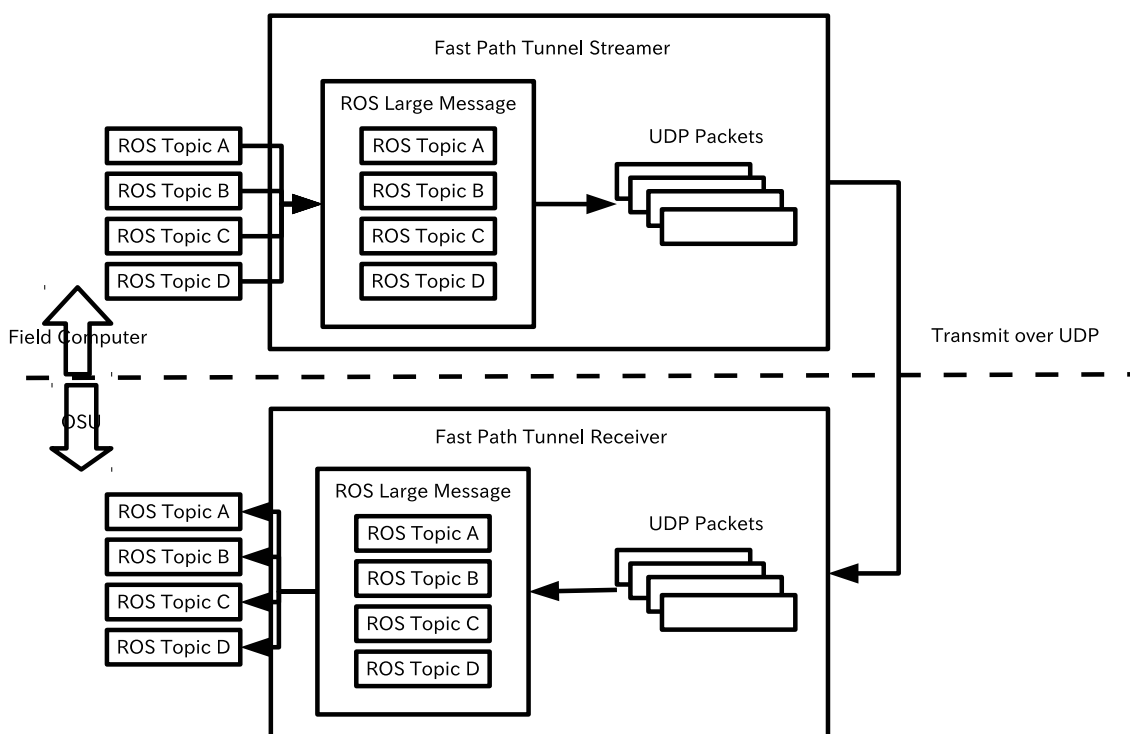 Fast Path Tunnel Streamer
ROS Large Message
ROS Topic A
ROS Topic B
ROS Topic C
ROS Topic D
ROS Topic A
ROS Topic B
ROS Topic C
ROS Topic D
UDP Packets
Field Computer
Transmit over UDP
OSU
Fast Path Tunnel Receiver
ROS Large Message
ROS Topic A
ROS Topic B
ROS Topic C
ROS Topic D
ROS Topic A
ROS Topic B
ROS Topic C
ROS Topic D
UDP Packets